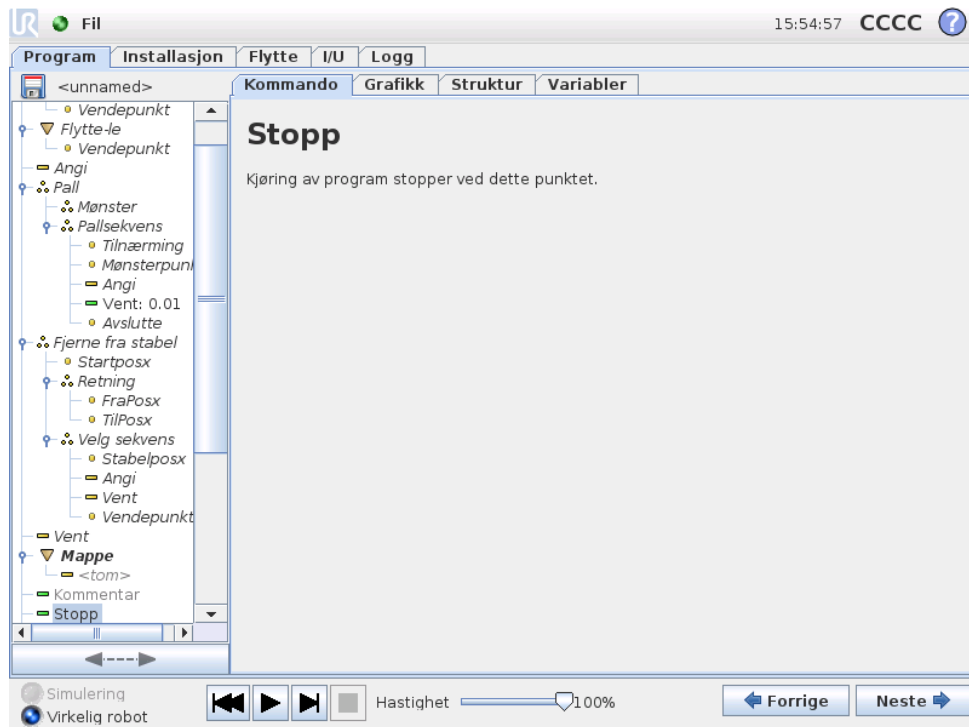 UR Fil 15:54:57 CCCC ?
Program Installasjon Flytte I/U Logg
<unnamed> Kommando Grafikk Struktur Variabler
Vendepunkt
Flytte-le
Vendepunkt
Angi
Pall
Mønster
Pallsekvens
Tilnærming
Mønsterpun
Angi
Vent: 0.01
Avslutte
Fjerne fra stabel
Startposx
Retning
FraPosx
TilPosx
Velg sekvens
Stabelposx
Angi
Vent
Vendepunkt
Vent
Mappe
<tom>
Kommentar
Stopp
Stopp
Kjøring av program stopper ved dette punktet.
Simulering
Virkelig robot
Hastighet 100%
Forrige Neste